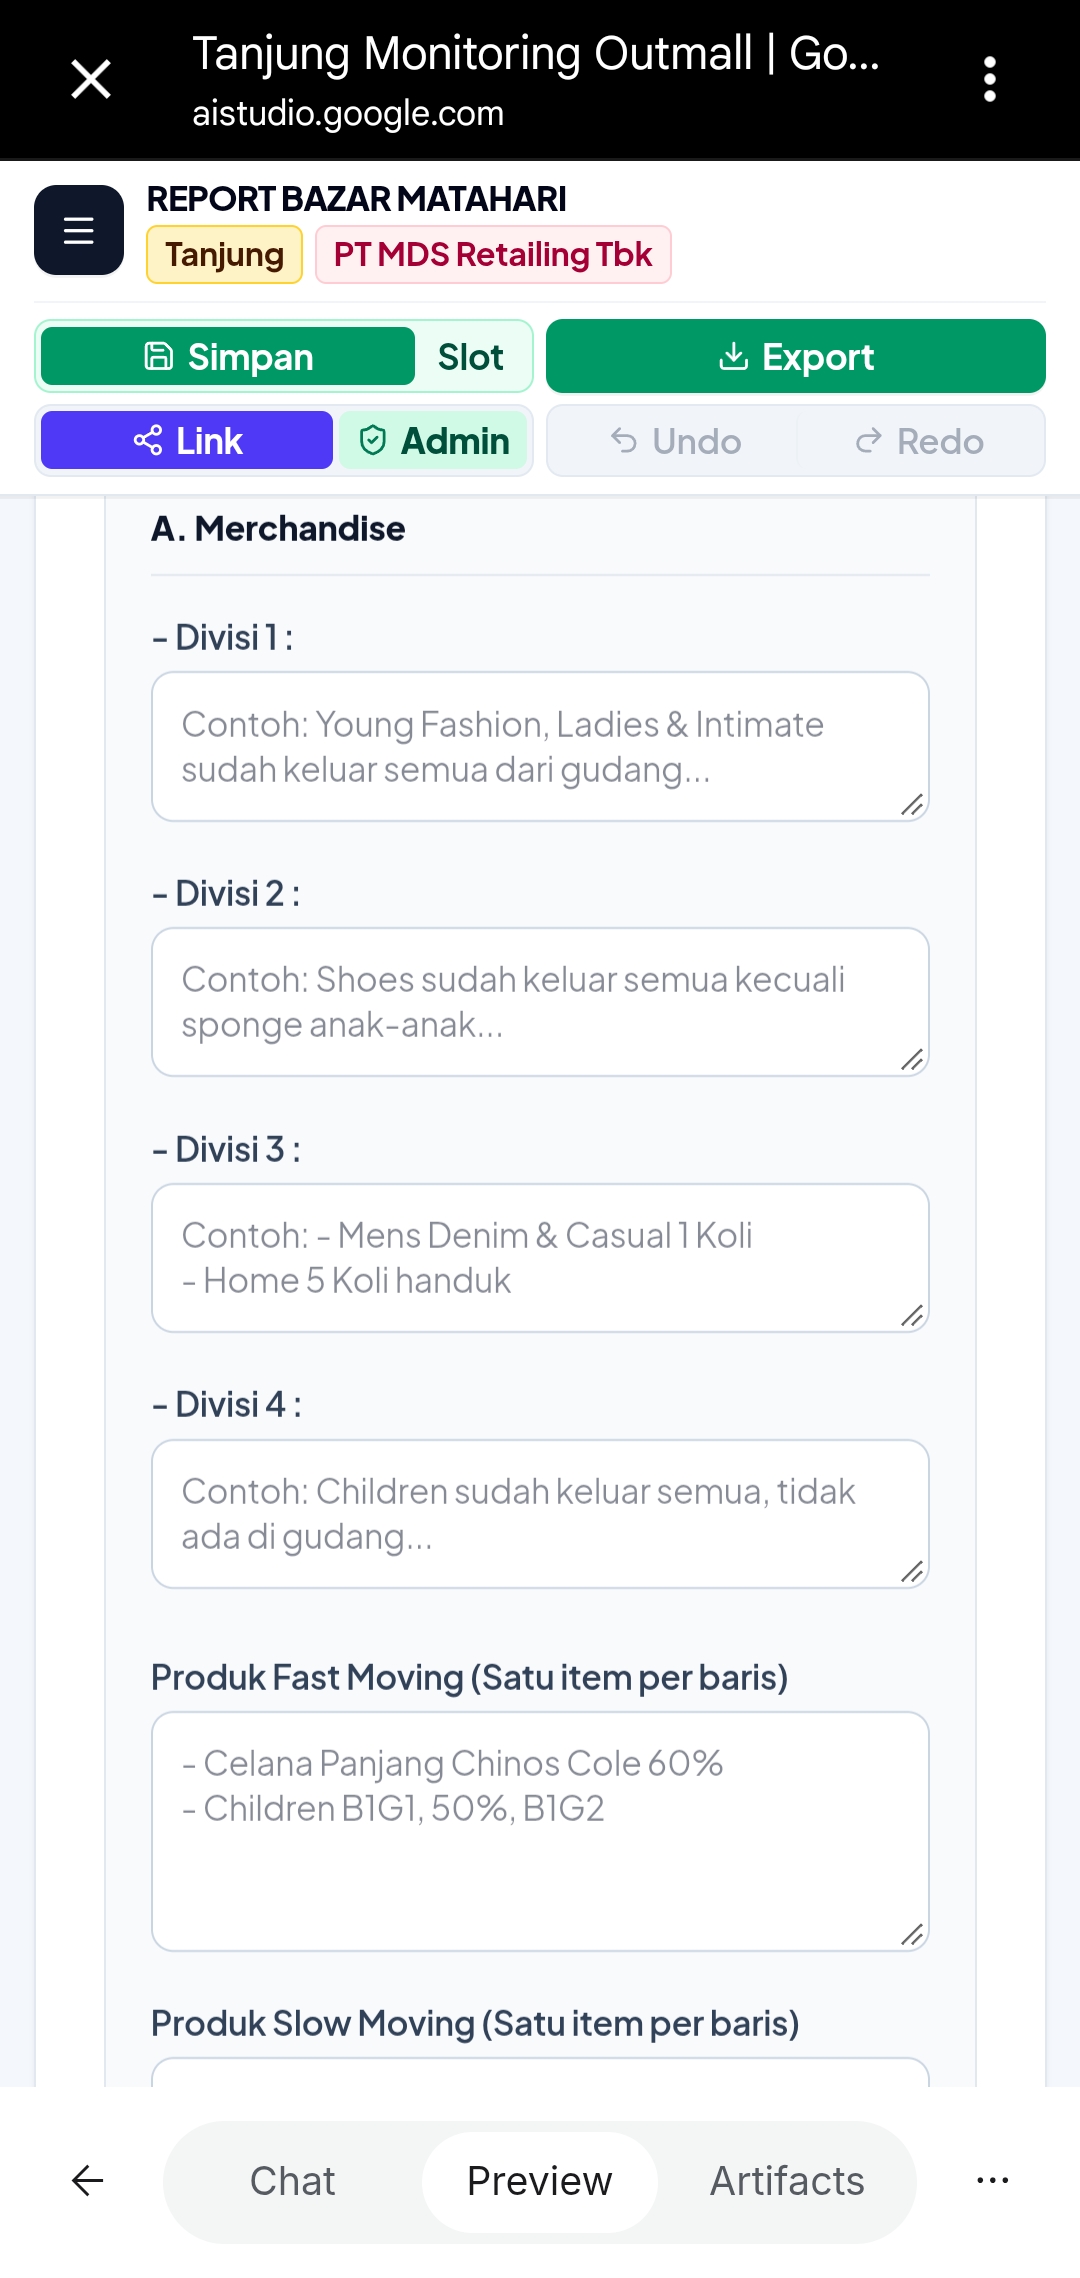 Tanjung Monitoring Outmall | Go...
aistudio.google.com
REPORT BAZAR MATAHARI
Tanjung
PT MDS Retailing Tbk
Simpan
Slot
Export
Link
Admin
Undo
Redo
A. Merchandise
- Divisi 1 :
Contoh: Young Fashion, Ladies & Intimate
sudah keluar semua dari gudang...
- Divisi 2 :
Contoh: Shoes sudah keluar semua kecuali
sponge anak-anak...
- Divisi 3 :
Contoh: - Mens Denim & Casual 1 Koli
- Home 5 Koli handuk
- Divisi 4 :
Contoh: Children sudah keluar semua, tidak
ada di gudang...
Produk Fast Moving (Satu item per baris)
- Celana Panjang Chinos Cole 60%
- Children B1G1, 50%, B1G2
Produk Slow Moving (Satu item per baris)
Chat
Preview
Artifacts